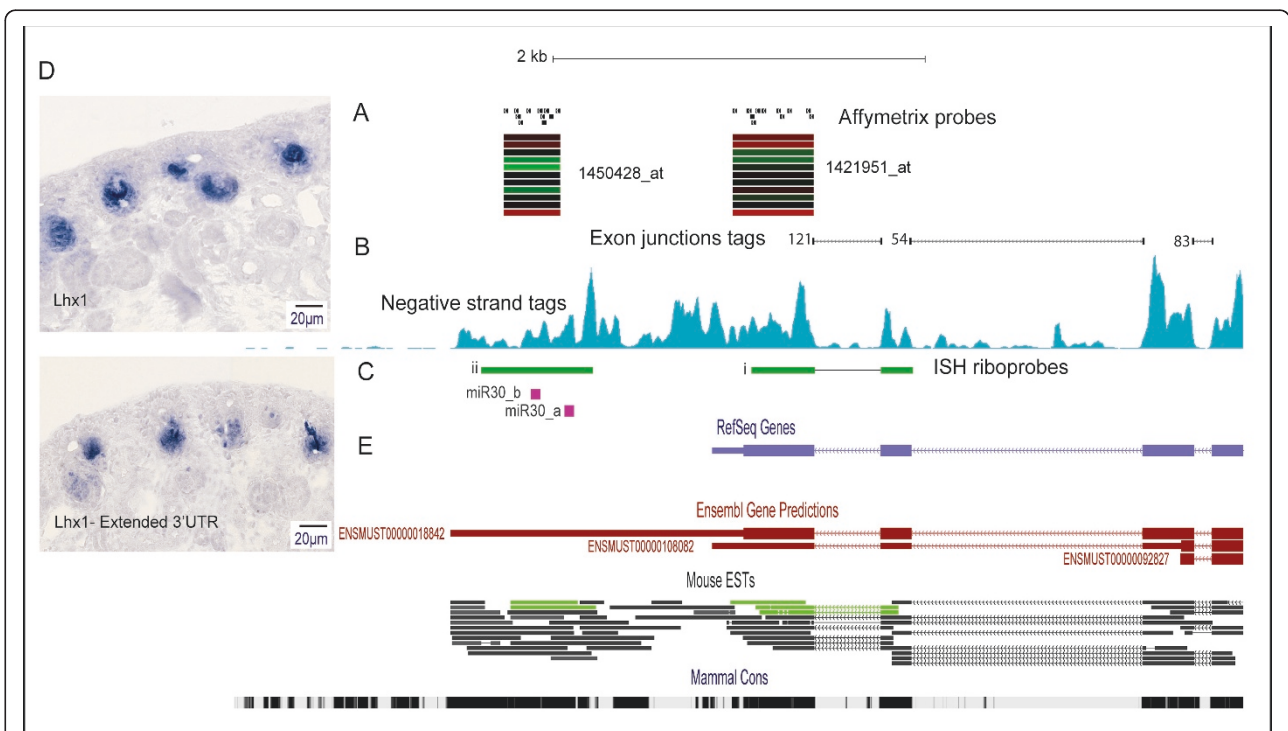 D
Lhx1
20µm
Lhx1- Extended 3'UTR
20µm
2 kb
A
Affymetrix probes
1450428_at
1421951_at
B
Exon junctions tags
121
54
83
Negative strand tags
C
ii
i
ISH riboprobes
miR30_b
miR30_a
E
RefSeq Genes
Ensembl Gene Predictions
ENSMUST00000018842
ENSMUST00000108082
ENSMUST00000092827
Mouse ESTs
Mammal Cons